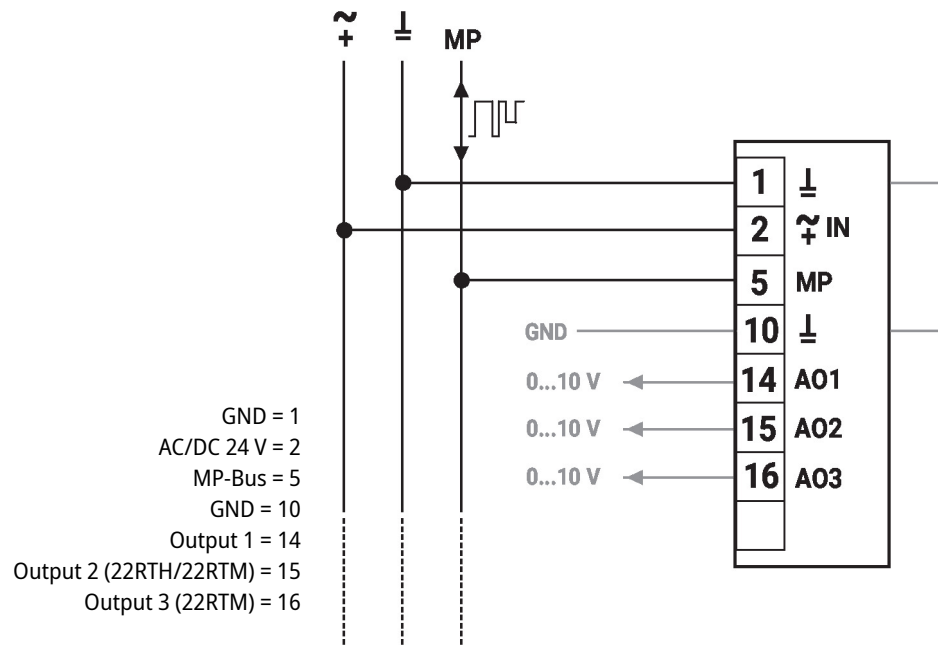 ~
+ ⊥ MP
1 ⊥
2 ~
+ IN
5 MP
GND 10 ⊥
0...10 V 14 AO1
0...10 V 15 AO2
0...10 V 16 AO3
GND = 1
AC/DC 24 V = 2
MP-Bus = 5
GND = 10
Output 1 = 14
Output 2 (22RTH/22RTM) = 15
Output 3 (22RTM) = 16